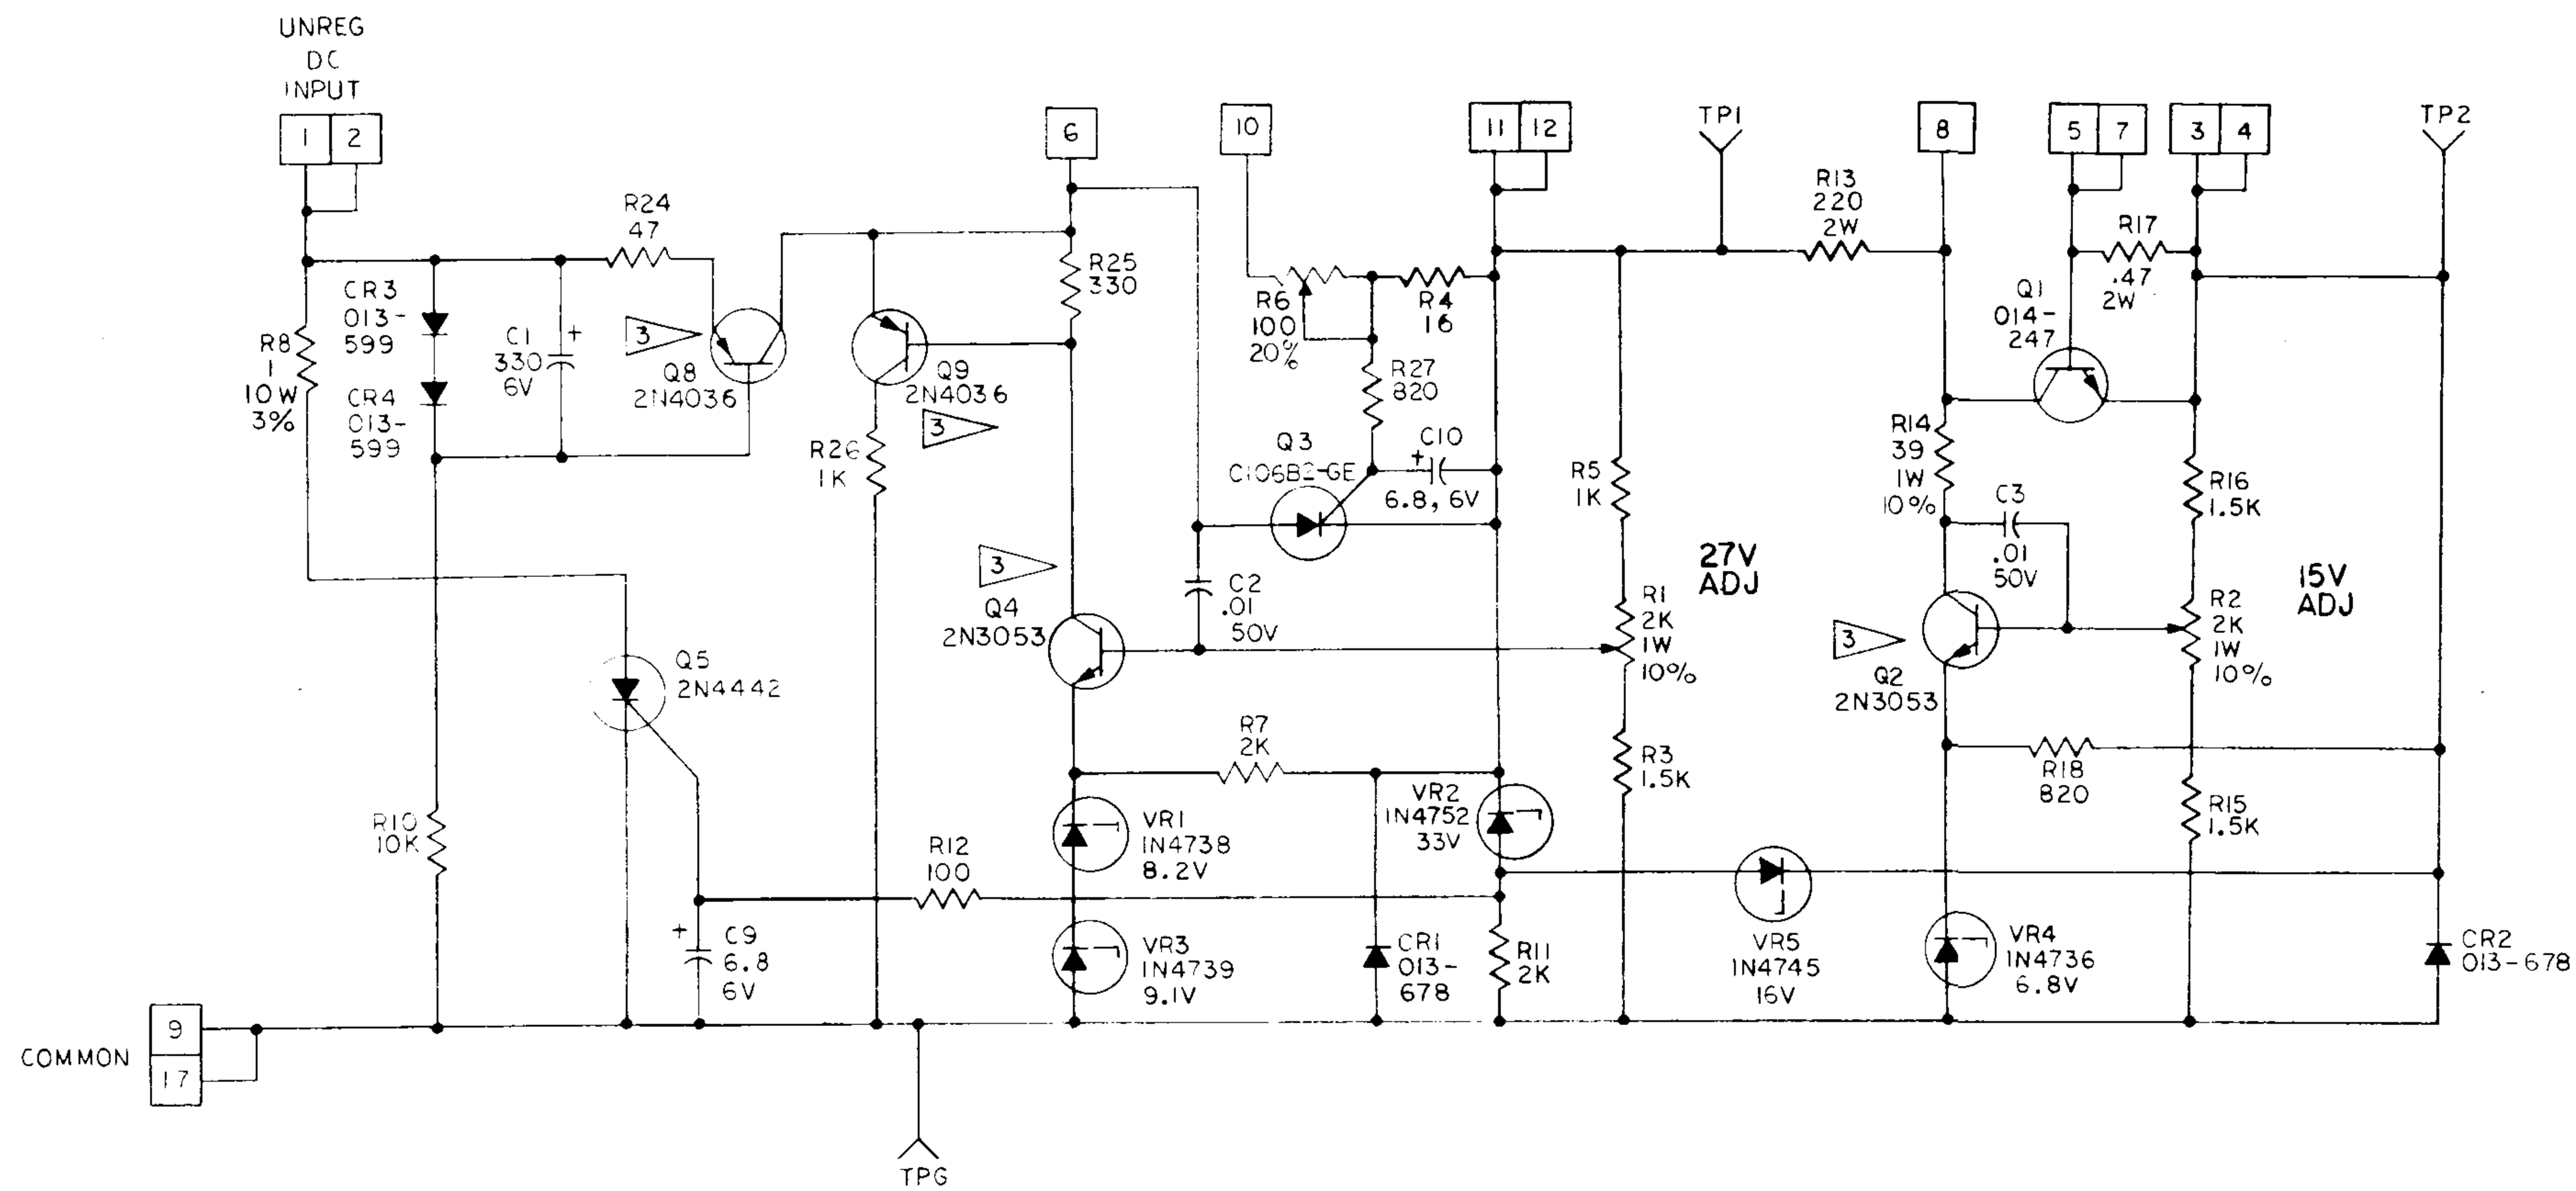 UNREG
DC
INPUT
1 2
6
10
11 12
TP1
8
5 7
3 4
TP2
R24
47
R13
220
2W
R17
.47
2W
R25
330
CR3
013-
599
R8
1
10W
3%
C1
+
330
6V
CR4
013-
599
3
Q8
2N4036
Q9
2N4036
3
R6
100
20%
R4
16
Q1
014-
247
R27
820
R26
1K
Q3
C106B2-GE
C10
+
6.8, 6V
R5
1K
R14
39
1W
10%
C3
.01
50V
R16
1.5K
3
Q4
2N3053
C2
.01
50V
27V
ADJ
R1
2K
1W
10%
3
Q2
2N3053
R2
2K
1W
10%
15V
ADJ
Q5
2N4442
R7
2K
R3
1.5K
R18
820
R10
10K
R12
100
VR1
1N4738
8.2V
VR2
1N4752
33V
R15
1.5K
+
C9
6.8
6V
VR3
1N4739
9.1V
CR1
013-
678
R11
2K
VR5
1N4745
16V
VR4
1N4736
6.8V
CR2
013-678
COMMON
9
17
TPG